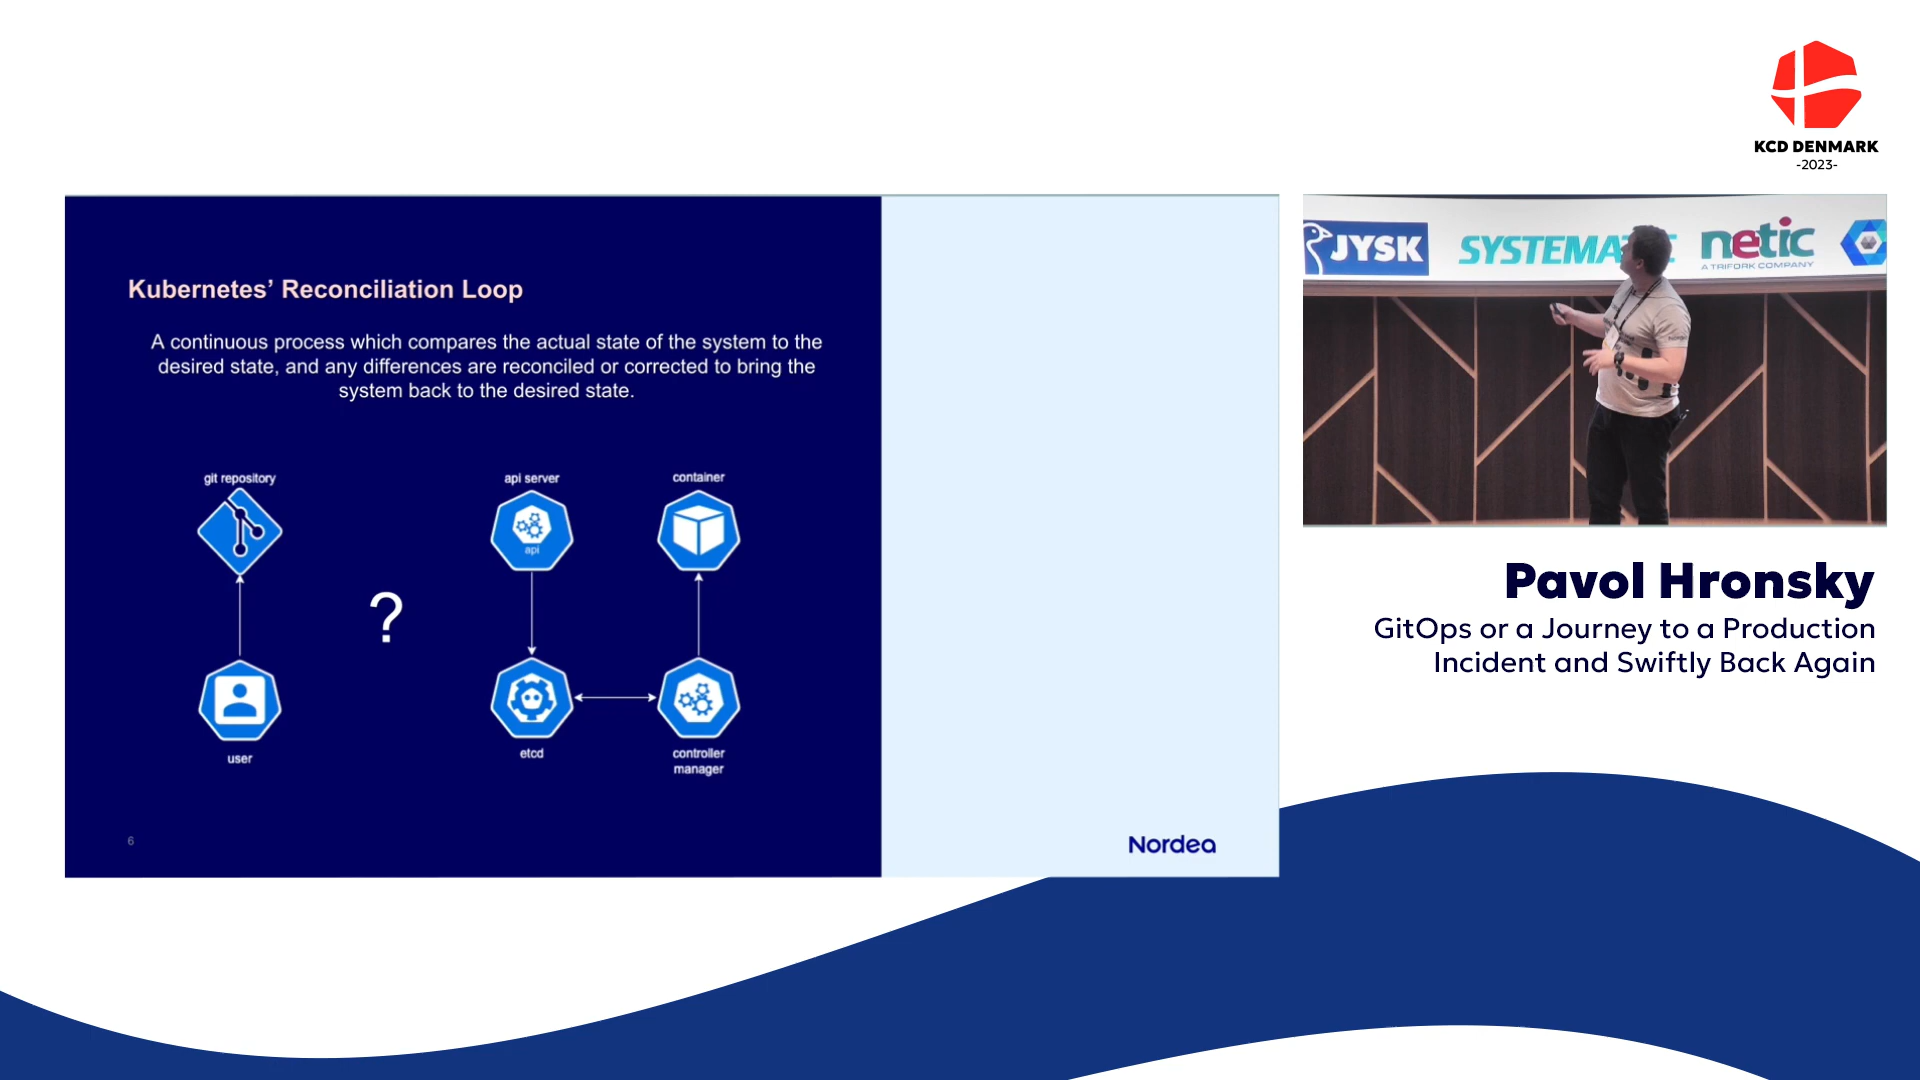 KCD DENMARK
-2023-
Kubernetes’ Reconciliation Loop
A continuous process which compares the actual state of the system to the
desired state, and any differences are reconciled or corrected to bring the
system back to the desired state.
git repository
api server
container
api
?
user
etcd
controller
manager
6
Nordea
JYSK
SYSTEMATIC
netic
A TRIFORK COMPANY
Pavol Hronsky
GitOps or a Journey to a Production
Incident and Swiftly Back Again